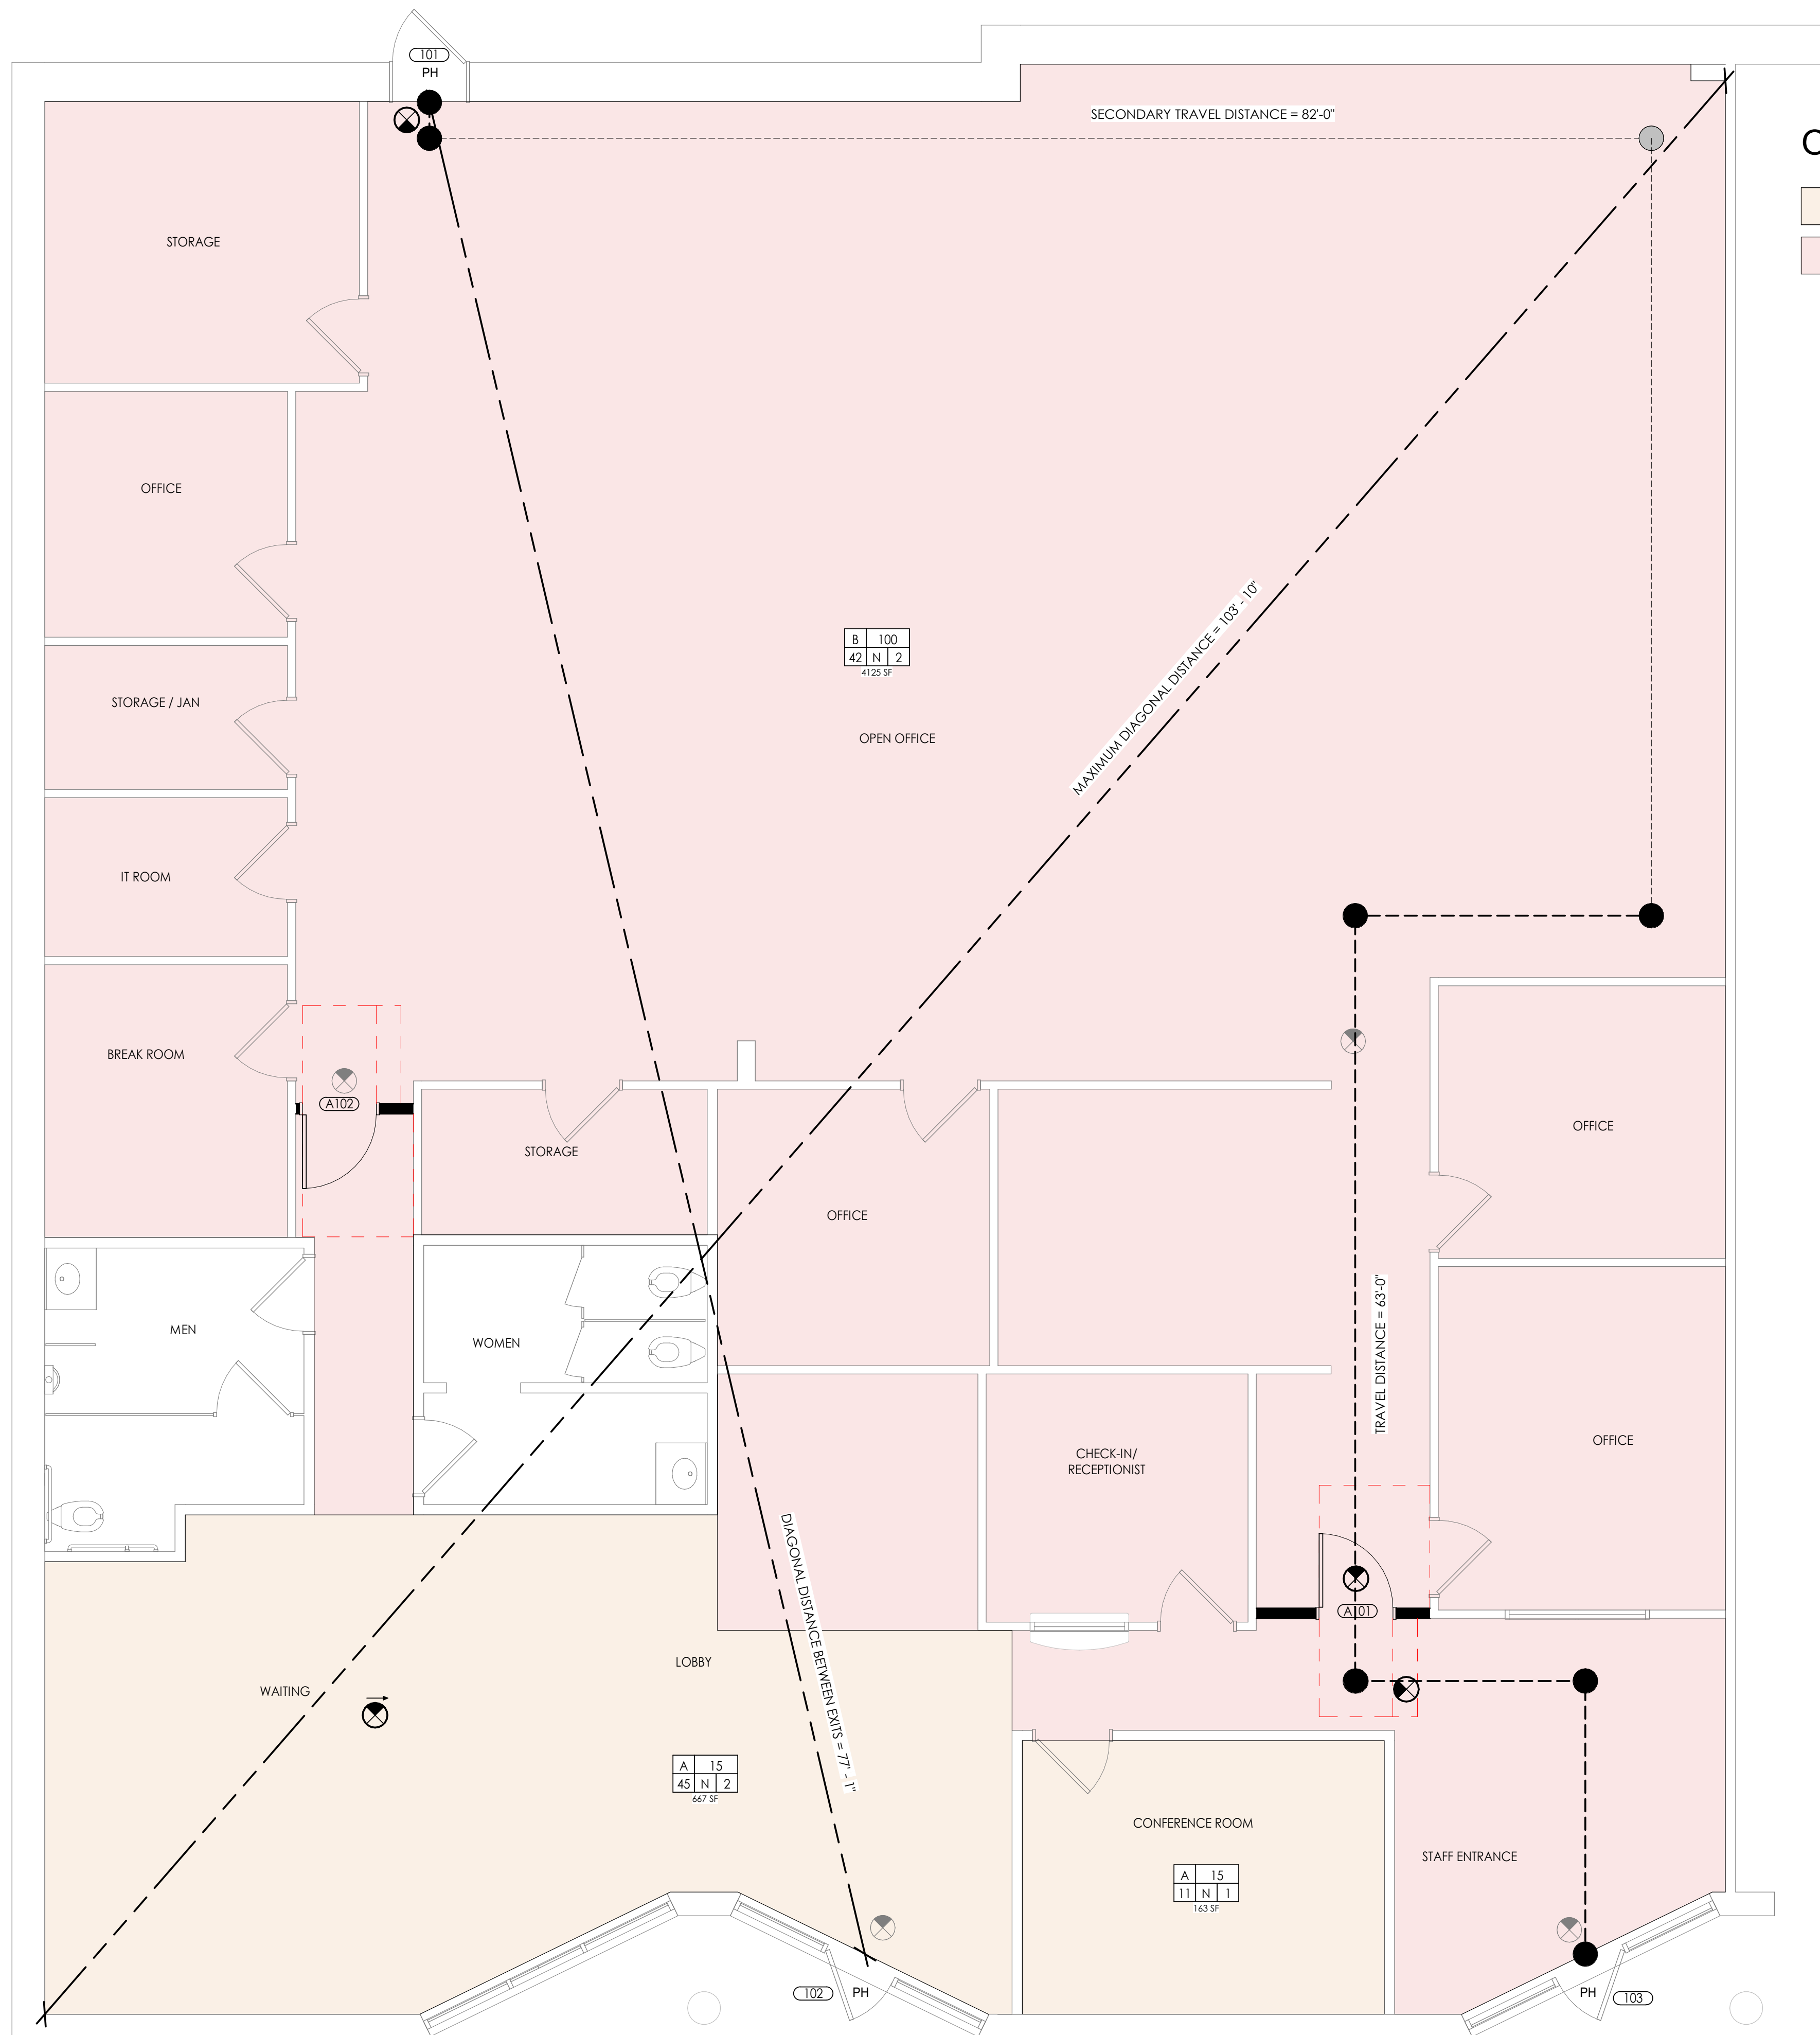 101
PH
SECONDARY TRAVEL DISTANCE = 82'-0"
STORAGE
OFFICE
MAXIMUM DIAGONAL DISTANCE = 103' - 10"
B 100
42 N 2
4125 SF
STORAGE / JAN
OPEN OFFICE
IT ROOM
BREAK ROOM
A102
STORAGE
OFFICE
OFFICE
MEN
WOMEN
TRAVEL DISTANCE = 63'-0"
CHECK-IN/
RECEPTIONIST
OFFICE
DIAGONAL DISTANCE BETWEEN EXITS = 77' - 1"
A101
LOBBY
WAITING
A 15
45 N 2
667 SF
CONFERENCE ROOM
STAFF ENTRANCE
A 15
11 N 1
163 SF
102
PH
PH
103